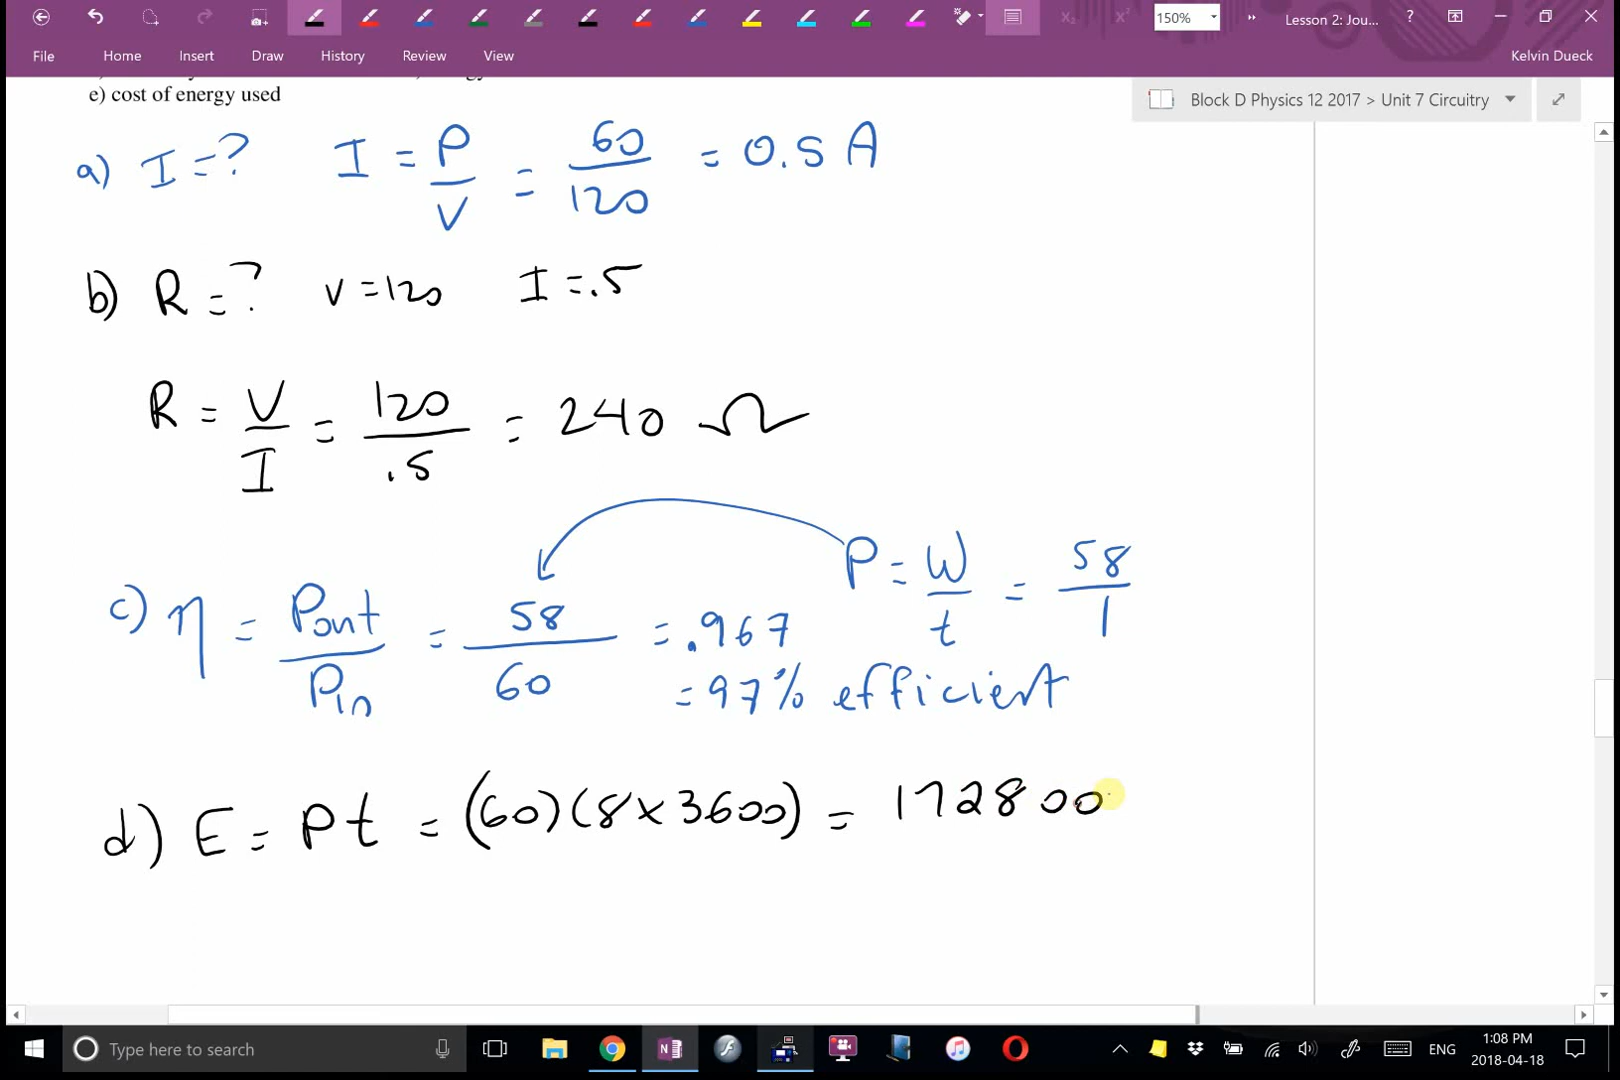 150%
Lesson 2: Jou...
?
File Home Insert Draw History Review View
Kelvin Dueck
e) cost of energy used
Block D Physics 12 2017 > Unit 7 Circuitry
a) I = ? I = P/V = 60/120 = 0.5 A
b) R = ? V = 120 I = .5
R = V/I = 120/.5 = 240 Ω
P = W/t = 58/1
c) η = Pout/Pin = 58/60 = .967
= 97% efficient
d) E = Pt = (60)(8 x 3600) = 172800
Type here to search
ENG
1:08 PM
2018-04-18